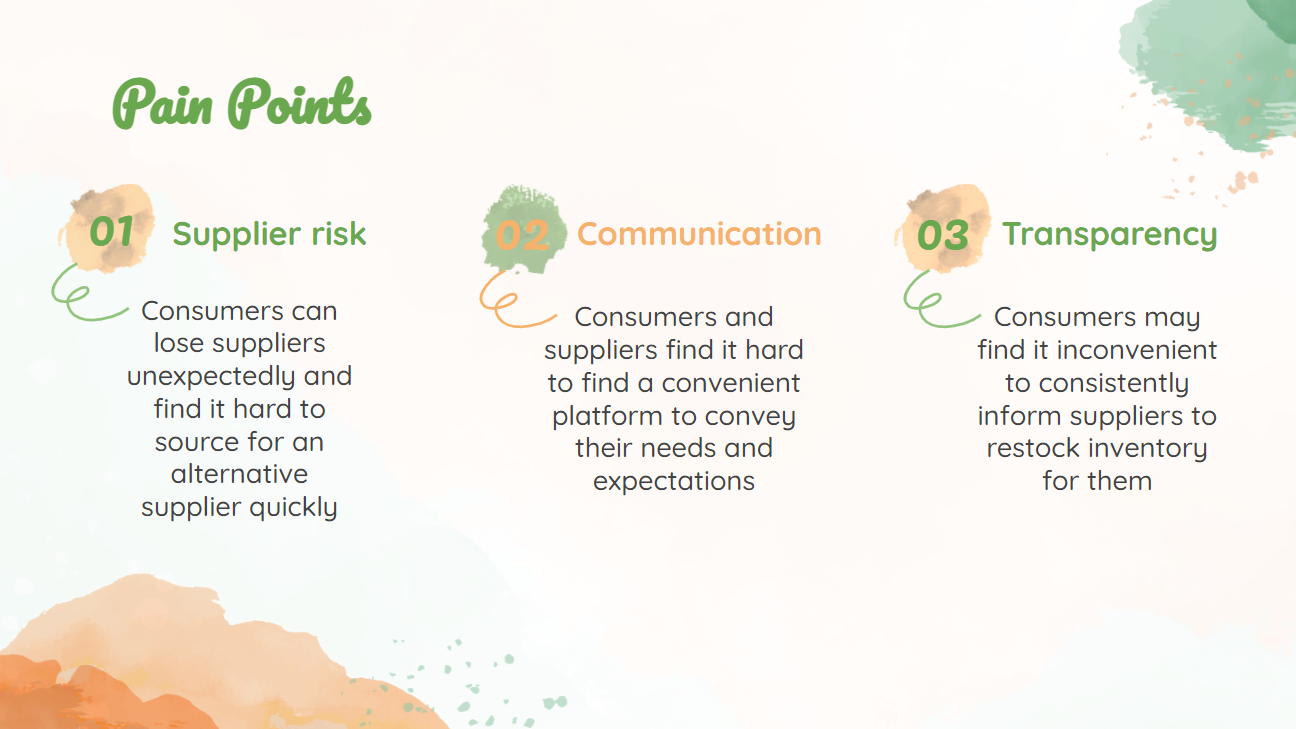 Pain Points
01 Supplier risk
Consumers can
lose suppliers
unexpectedly and
find it hard to
source for an
alternative
supplier quickly
02 Communication
Consumers and
suppliers find it hard
to find a convenient
platform to convey
their needs and
expectations
03 Transparency
Consumers may
find it inconvenient
to consistently
inform suppliers to
restock inventory
for them